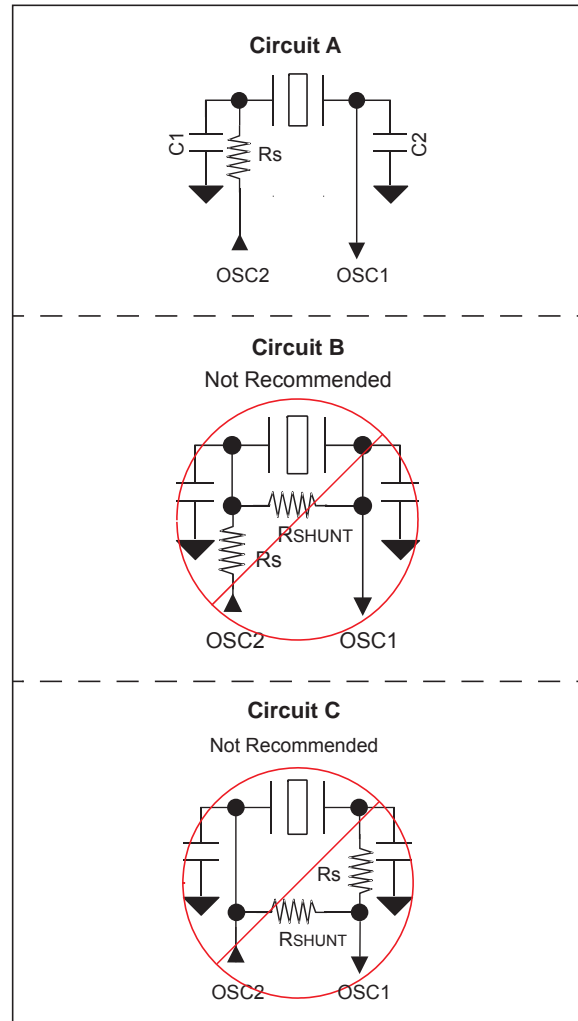 Circuit A
C1
Rs
C2
OSC2 OSC1
Circuit B
Not Recommended
RSHUNT
Rs
OSC2 OSC1
Circuit C
Not Recommended
Rs
RSHUNT
OSC2 OSC1